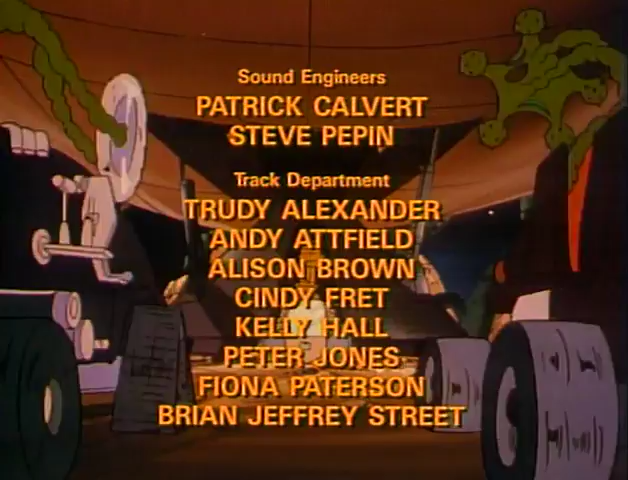 Sound Engineers
PATRICK CALVERT
STEVE PEPIN
Track Department
TRUDY ALEXANDER
ANDY ATTFIELD
ALISON BROWN
CINDY FRET
KELLY HALL
PETER JONES
FIONA PATERSON
BRIAN JEFFREY STREET